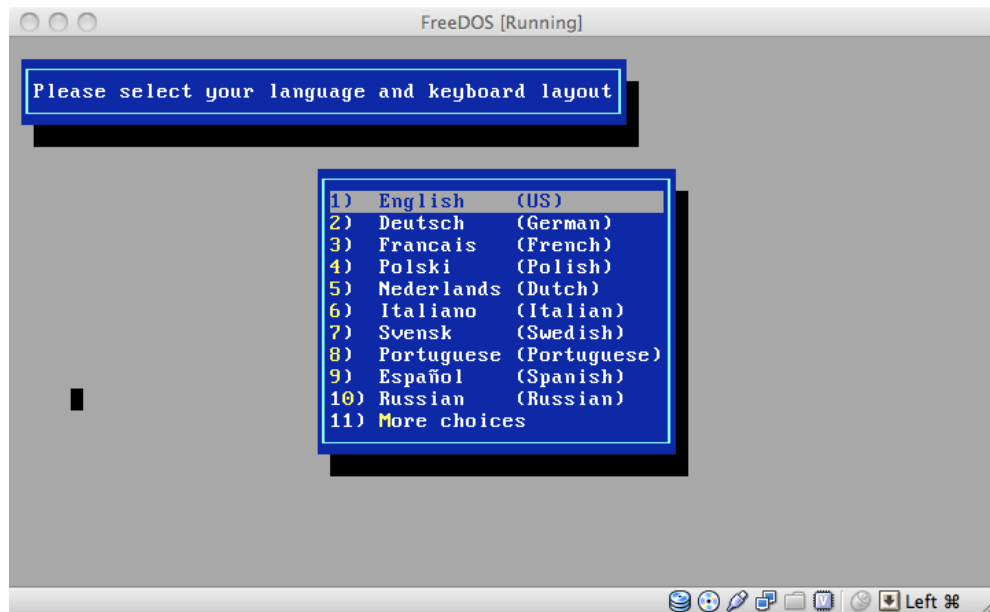 FreeDOS [Running]
Please select your language and keyboard layout
1) English (US)
2) Deutsch (German)
3) Francais (French)
4) Polski (Polish)
5) Nederlands (Dutch)
6) Italiano (Italian)
7) Svensk (Swedish)
8) Portuguese (Portuguese)
9) Español (Spanish)
10) Russian (Russian)
11) More choices
Left ⌘